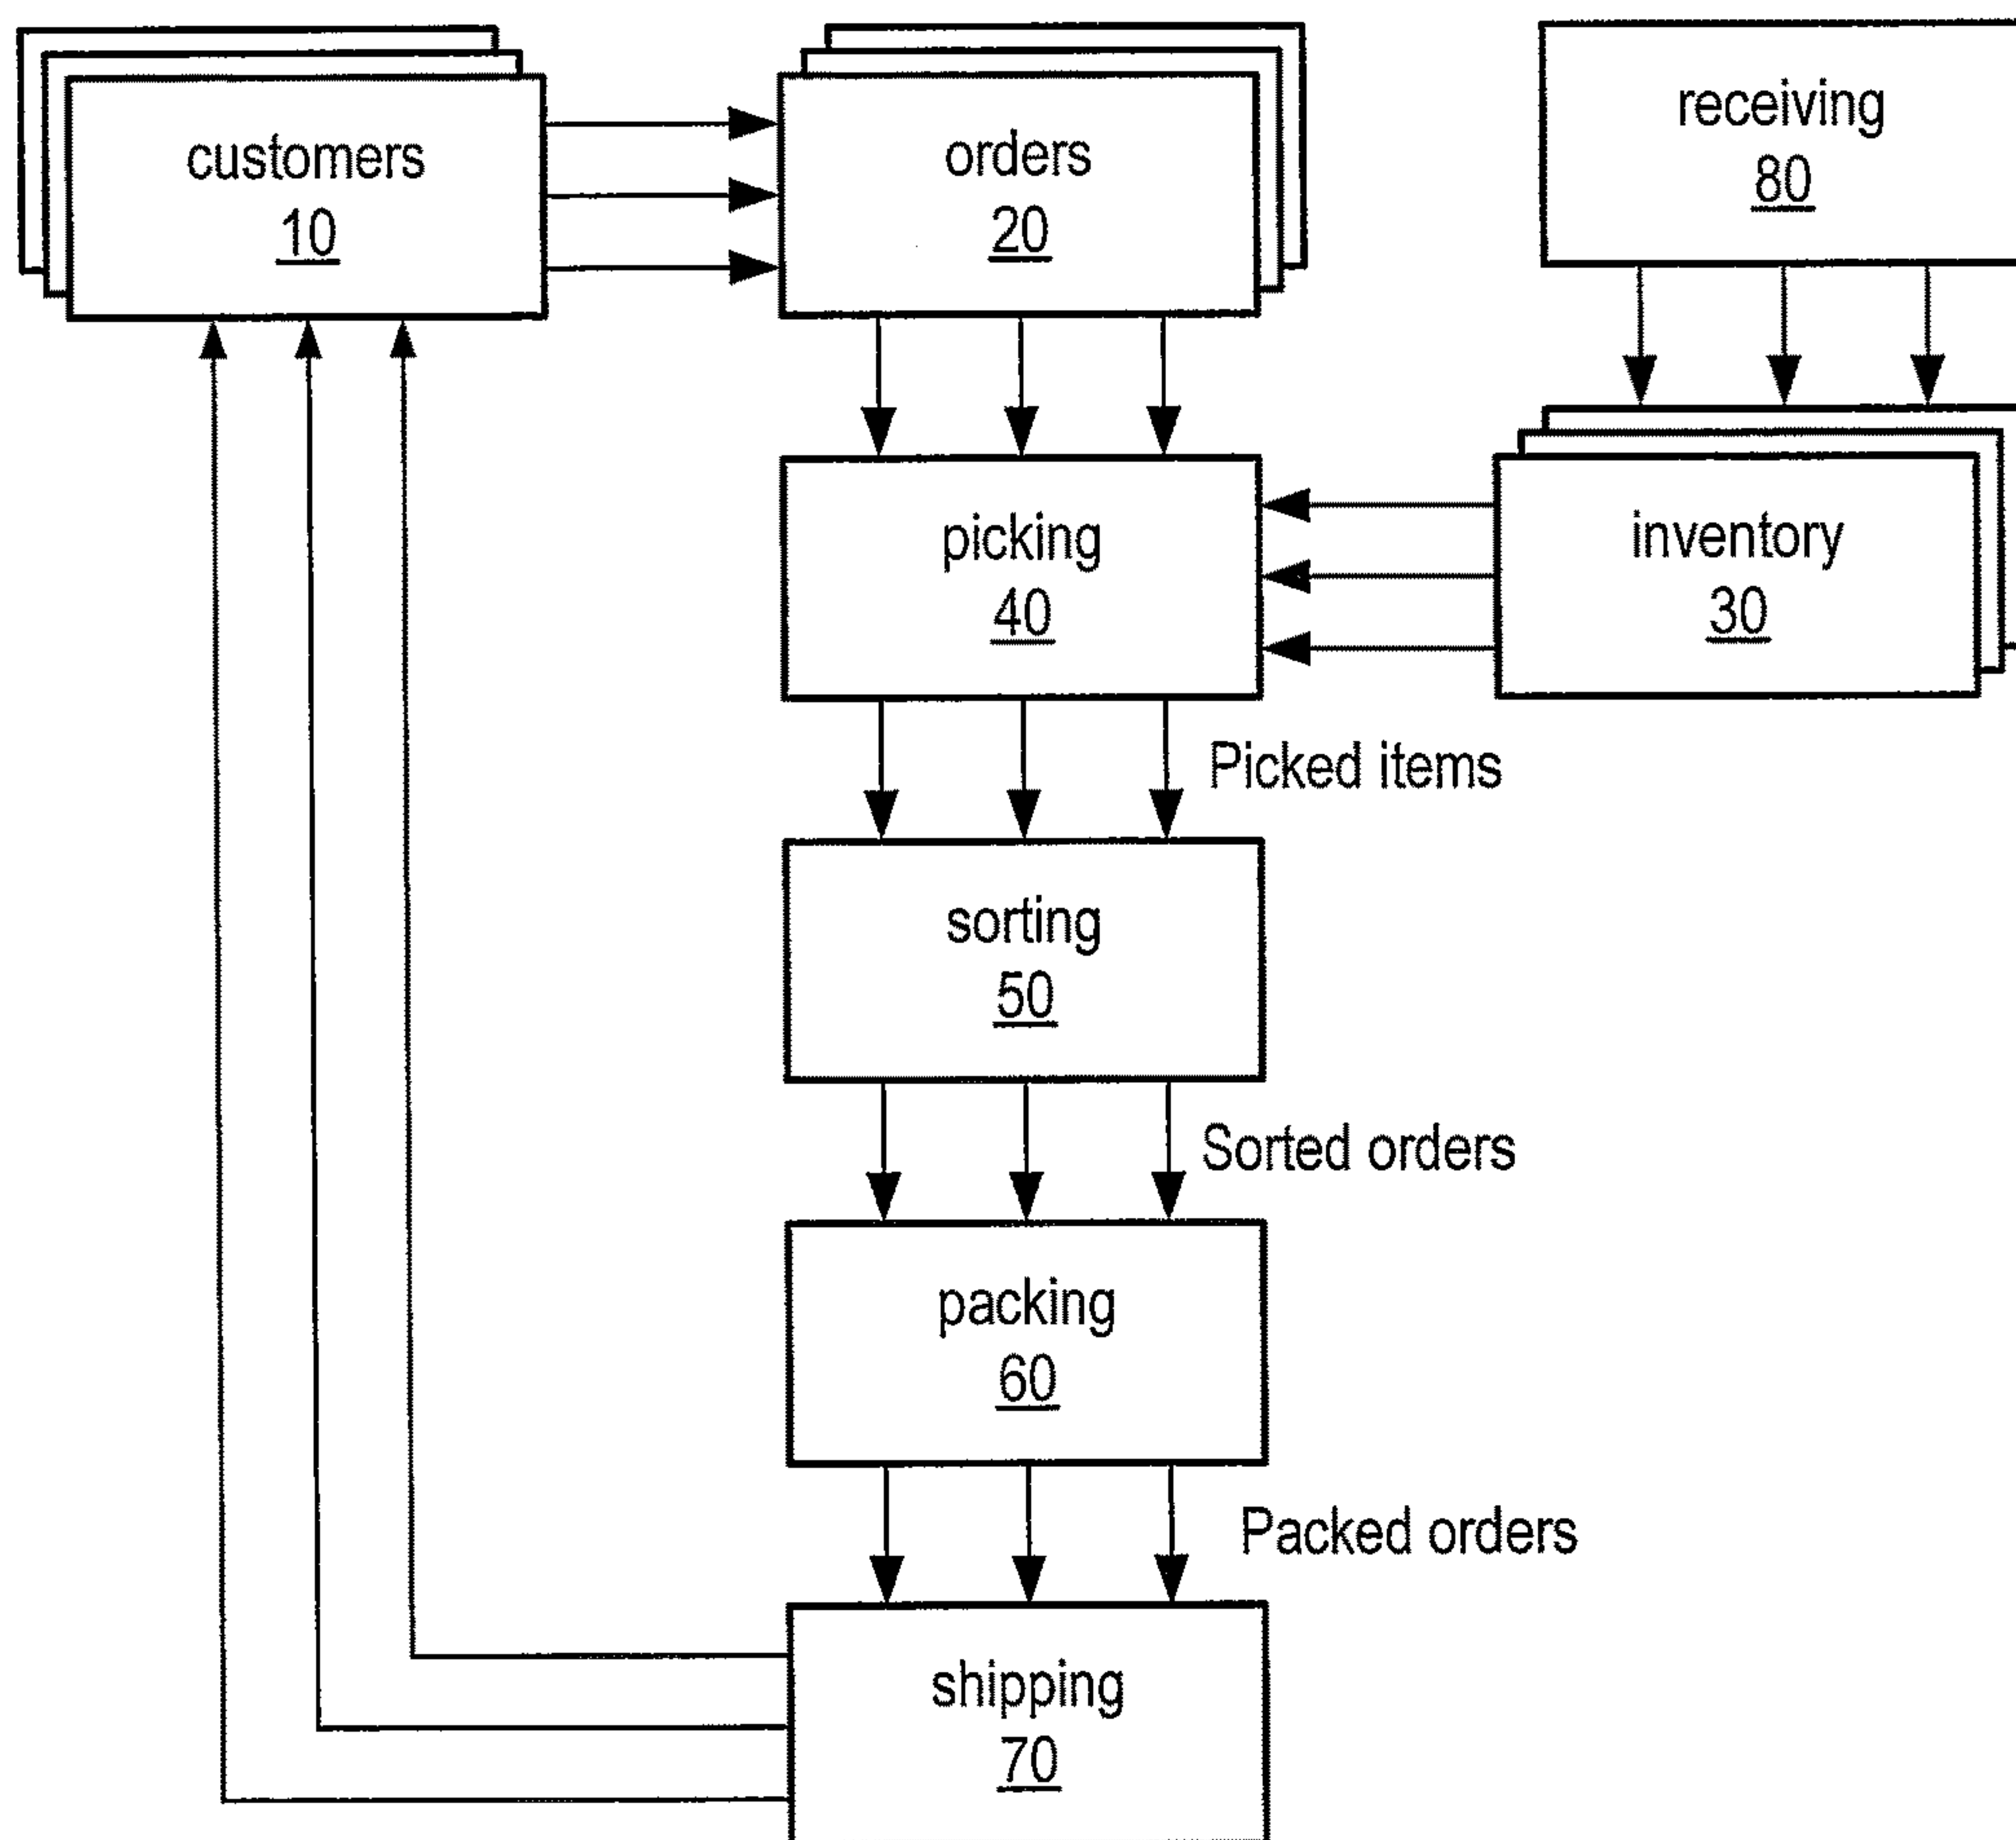 customers
10
orders
20
receiving
80
picking
40
inventory
30
Picked items
sorting
50
Sorted orders
packing
60
Packed orders
shipping
70